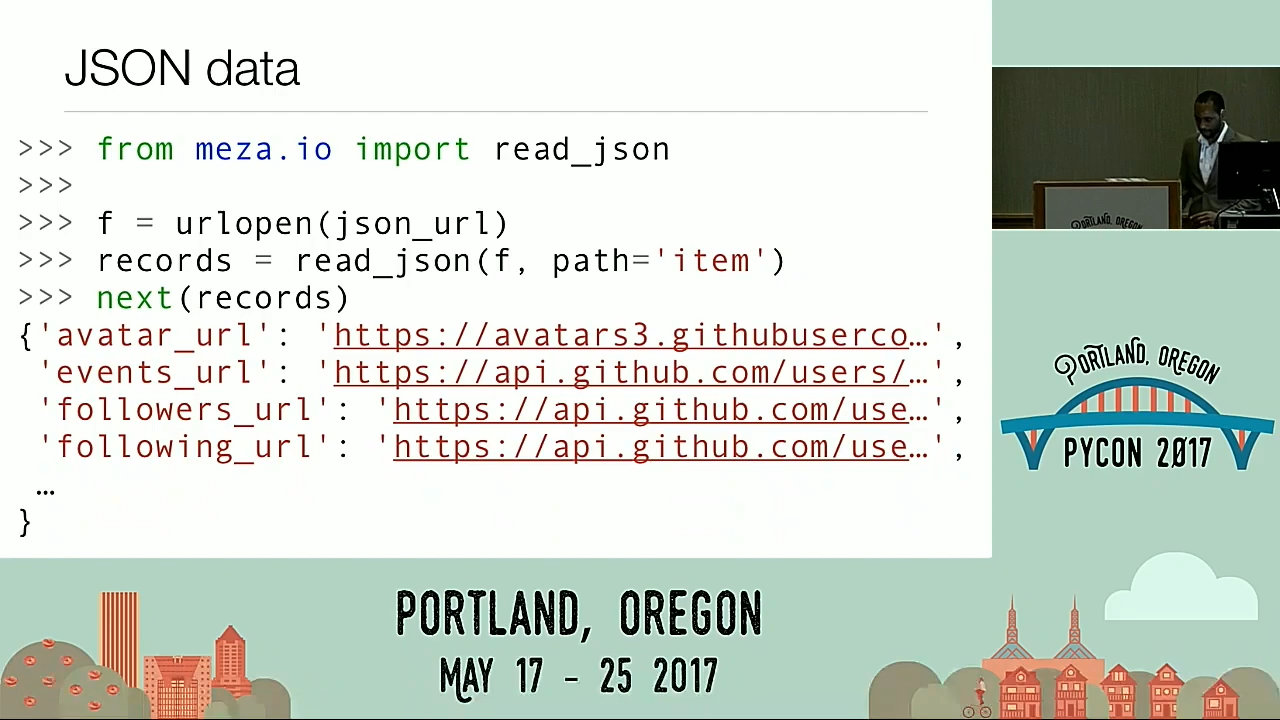 JSON data
>>> from meza.io import read_json
>>>
>>> f = urlopen(json_url)
>>> records = read_json(f, path='item')
>>> next(records)
{'avatar_url': 'https://avatars3.githubuserco…',
'events_url': 'https://api.github.com/users/…',
'followers_url': 'https://api.github.com/use…',
'following_url': 'https://api.github.com/use…',
…
}
PORTLAND, OREGON
PORTLAND, OREGON
PYCON 2017
PORTLAND, OREGON
MAY 17 - 25 2017